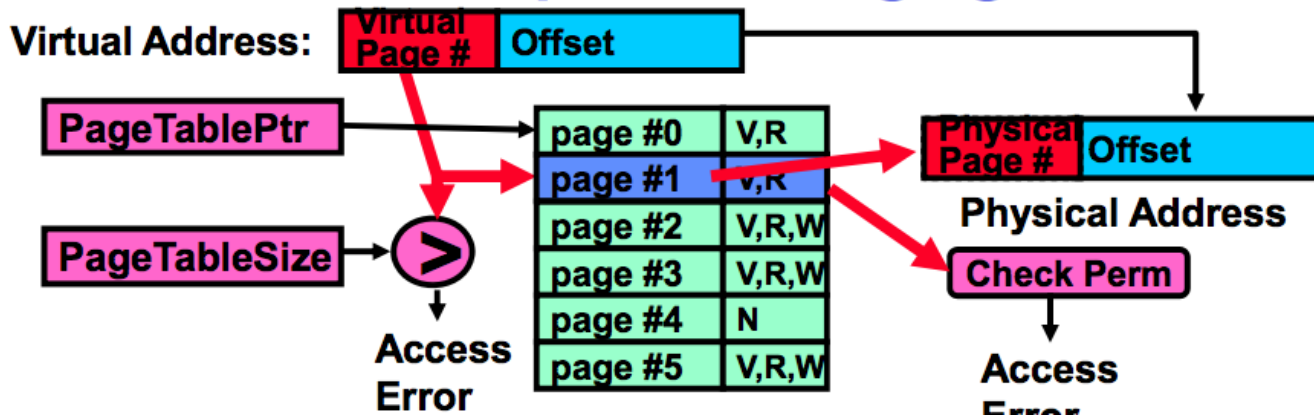 Virtual Address:
Virtual
Page #
Offset
PageTablePtr
page #0 V,R
page #1 V,R
page #2 V,R,W
page #3 V,R,W
page #4 N
page #5 V,R,W
Physical
Page #
Offset
Physical Address
PageTableSize
>
Check Perm
Access
Error
Access
Error